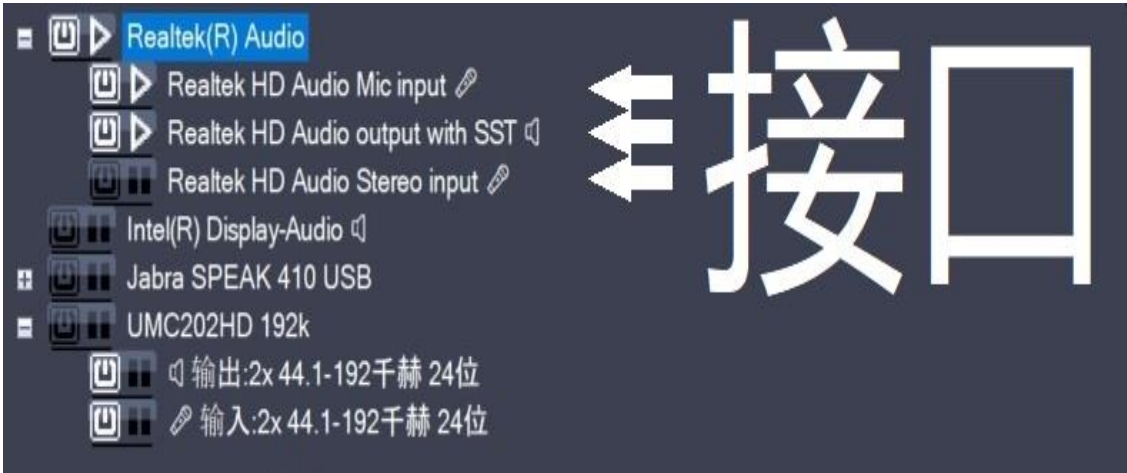 Realtek(R) Audio
Realtek HD Audio Mic input
Realtek HD Audio output with SST
Realtek HD Audio Stereo input
Intel(R) Display-Audio
Jabra SPEAK 410 USB
UMC202HD 192k
输出:2x 44.1-192千赫 24位
输入:2x 44.1-192千赫 24位
接口